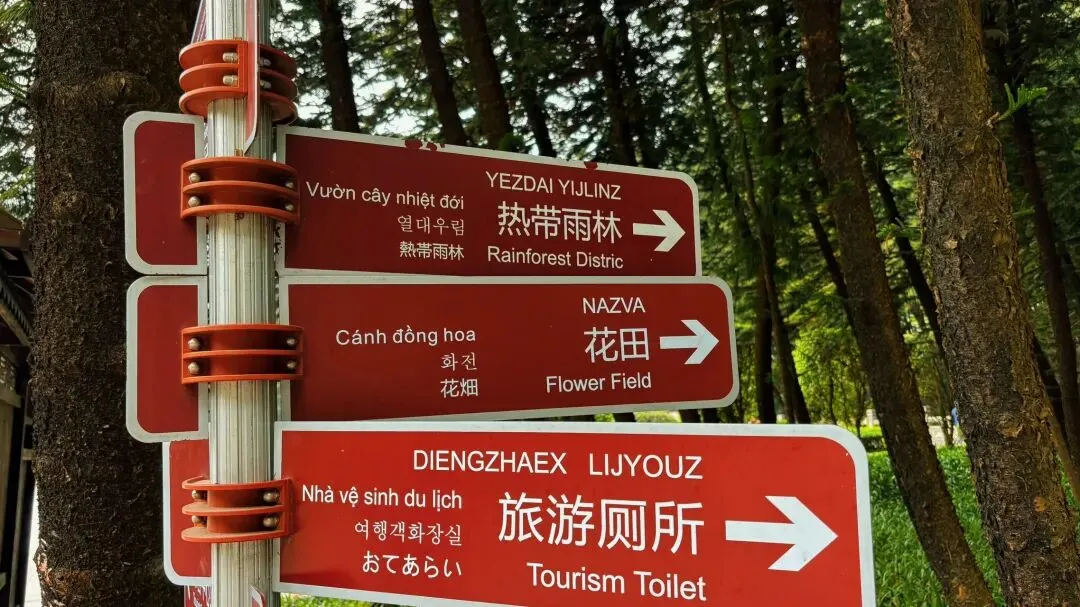 YEZDAI YIJLINZ
Vườn cây nhiệt đới
열대우림
熱帯雨林
热带雨林
Rainforest Distric
NAZVA
Cánh đồng hoa
화전
花畑
花田
Flower Field
DIENGZHAEX LIJYOUZ
Nhà vệ sinh du lịch
여행객화장실
おてあらい
旅游厕所
Tourism Toilet